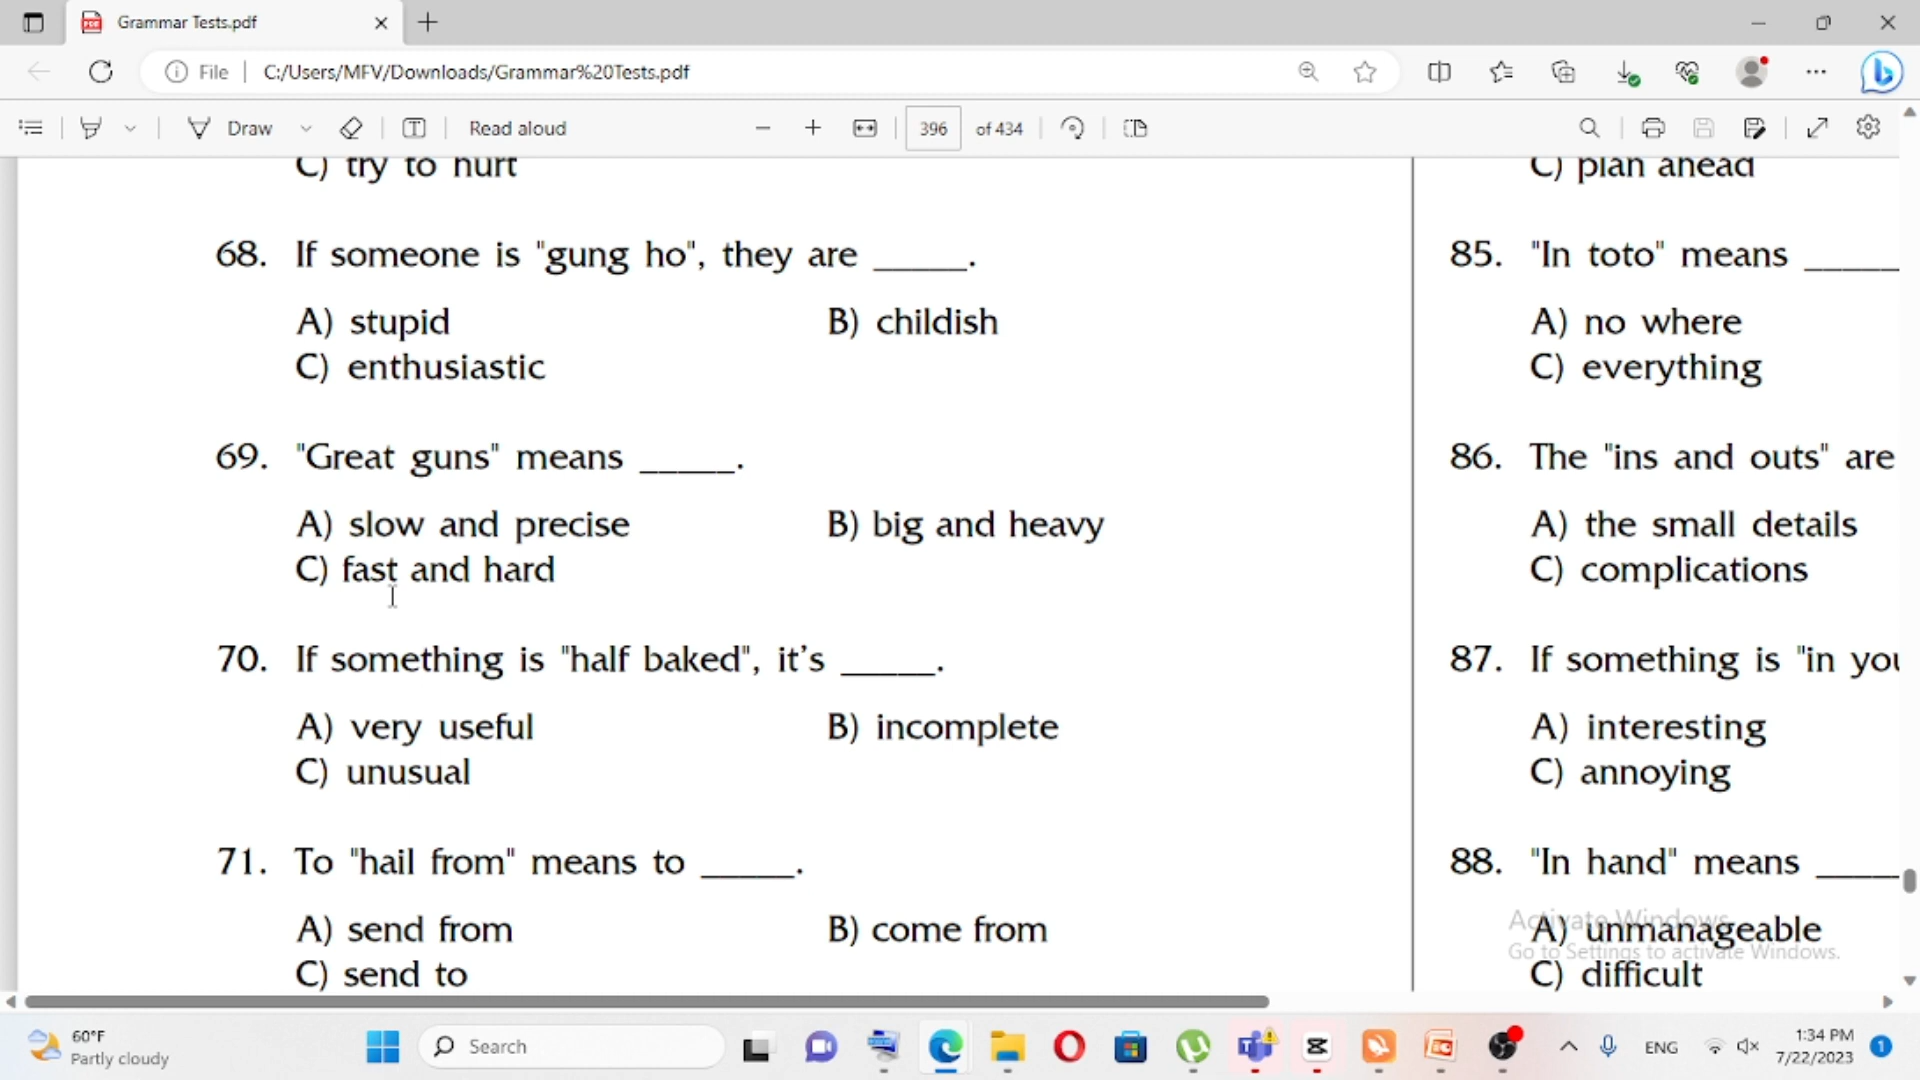 Grammar Tests.pdf
File
C:/Users/MFV/Downloads/Grammar%20Tests.pdf
Draw
Read aloud
396 of 434
C) try to hurt
68. If someone is "gung ho", they are _____.
A) stupid B) childish
C) enthusiastic
69. "Great guns" means _____.
A) slow and precise B) big and heavy
C) fast and hard
70. If something is "half baked", it's _____.
A) very useful B) incomplete
C) unusual
71. To "hail from" means to _____.
A) send from B) come from
C) send to
C) plan ahead
85. "In toto" means _____
A) no where
C) everything
86. The "ins and outs" are
A) the small details
C) complications
87. If something is "in you
A) interesting
C) annoying
88. "In hand" means _____
A) unmanageable
C) difficult
Activate Windows
Go to Settings to activate Windows.
60°F
Partly cloudy
Search
ENG
1:34 PM
7/22/2023
1